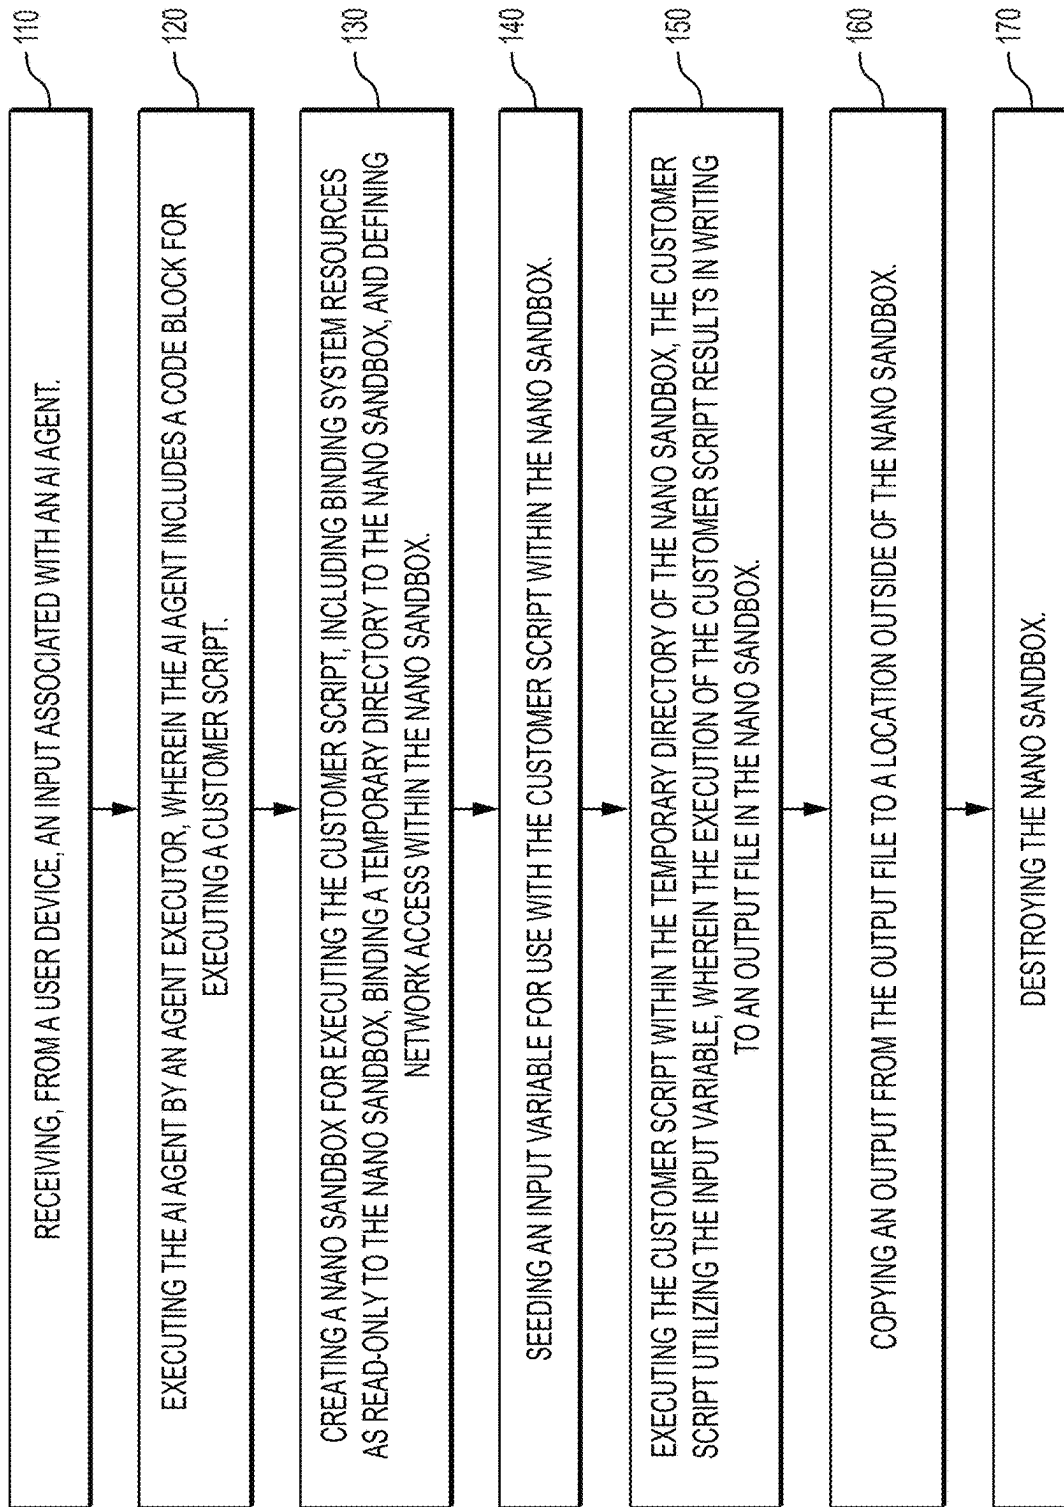 110
RECEIVING, FROM A USER DEVICE, AN INPUT ASSOCIATED WITH AN AI AGENT.
120
EXECUTING THE AI AGENT BY AN AGENT EXECUTOR, WHEREIN THE AI AGENT INCLUDES A CODE BLOCK FOR
EXECUTING A CUSTOMER SCRIPT.
130
CREATING A NANO SANDBOX FOR EXECUTING THE CUSTOMER SCRIPT, INCLUDING BINDING SYSTEM RESOURCES
AS READ-ONLY TO THE NANO SANDBOX, BINDING A TEMPORARY DIRECTORY TO THE NANO SANDBOX, AND DEFINING
NETWORK ACCESS WITHIN THE NANO SANDBOX.
140
SEEDING AN INPUT VARIABLE FOR USE WITH THE CUSTOMER SCRIPT WITHIN THE NANO SANDBOX.
150
EXECUTING THE CUSTOMER SCRIPT WITHIN THE TEMPORARY DIRECTORY OF THE NANO SANDBOX, THE CUSTOMER
SCRIPT UTILIZING THE INPUT VARIABLE, WHEREIN THE EXECUTION OF THE CUSTOMER SCRIPT RESULTS IN WRITING
TO AN OUTPUT FILE IN THE NANO SANDBOX.
160
COPYING AN OUTPUT FROM THE OUTPUT FILE TO A LOCATION OUTSIDE OF THE NANO SANDBOX.
170
DESTROYING THE NANO SANDBOX.